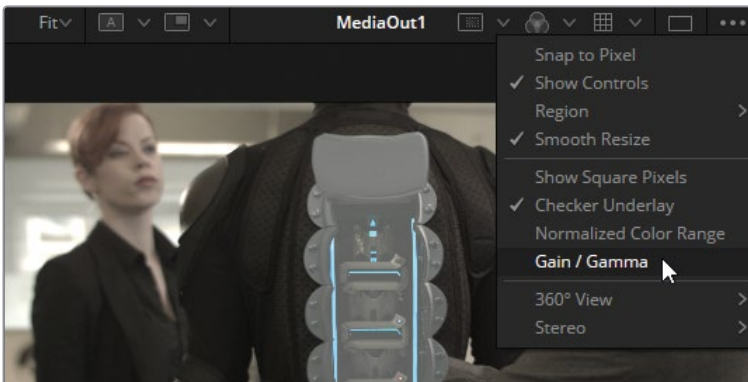 Fit
A
MediaOut1
Snap to Pixel
Show Controls
Region
Smooth Resize
Show Square Pixels
Checker Underlay
Normalized Color Range
Gain / Gamma
360° View
Stereo